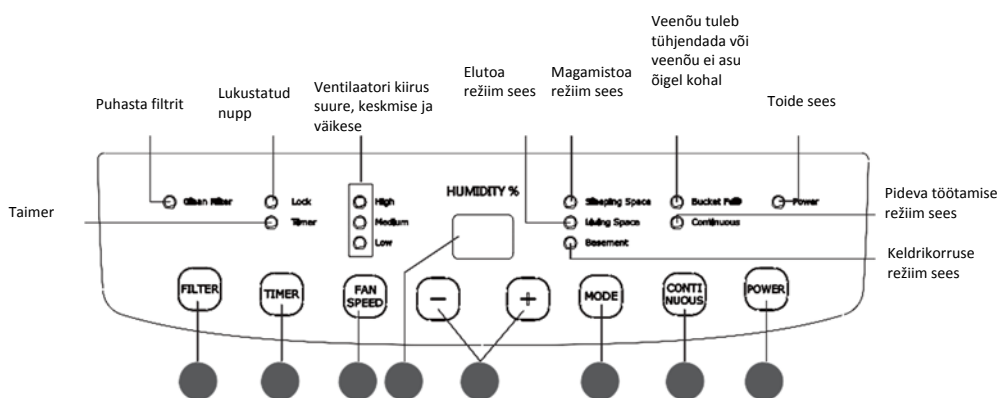 Veenõu tuleb
tühjendada või
veenõu ei asu
õigel kohal
Elutoa
režiim sees
Magamistoa
režiim sees
Ventilaatori kiirus
suure, keskmise ja
väikese
Lukustatud
nupp
Puhasta filtrit
Toide sees
HUMIDITY %
Clean Filter
Lock
High
Sleeping Space
Bucket Full
Power
Pideva töötamise
režiim sees
Taimer
Timer
Medium
Living Space
Continuous
Low
Basement
Keldrikorruse
režiim sees
FILTER
TIMER
FAN
SPEED
−
+
MODE
CONTI
NUOUS
POWER